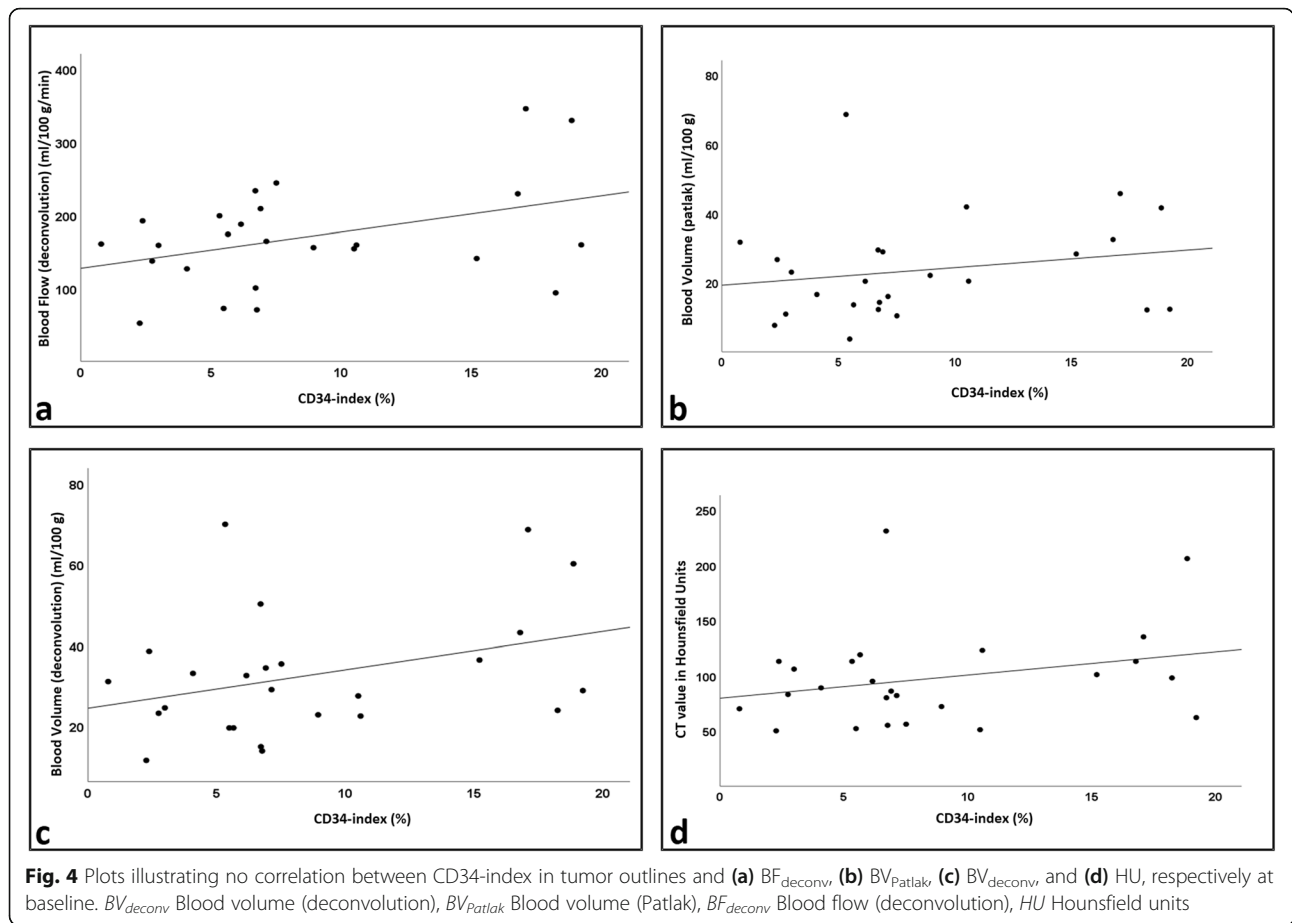 400
300
200
100
0
5
10
15
20
Blood Flow (deconvolution) (ml/100 g/min)
CD34-index (%)
a
80
60
40
20
0
0
5
10
15
20
Blood Volume (patlak) (ml/100 g)
CD34-index (%)
b
80
60
40
20
0
5
10
15
20
Blood Volume (deconvolution) (ml/100 g)
CD34-index (%)
c
250
200
150
100
50
0
5
10
15
20
CT value in Hounsfield Units
CD34-index (%)
d
Fig. 4 Plots illustrating no correlation between CD34-index in tumor outlines and (a) BFdeconv, (b) BVPatlak, (c) BVdeconv, and (d) HU, respectively at
baseline. BVdeconv Blood volume (deconvolution), BVPatlak Blood volume (Patlak), BFdeconv Blood flow (deconvolution), HU Hounsfield units